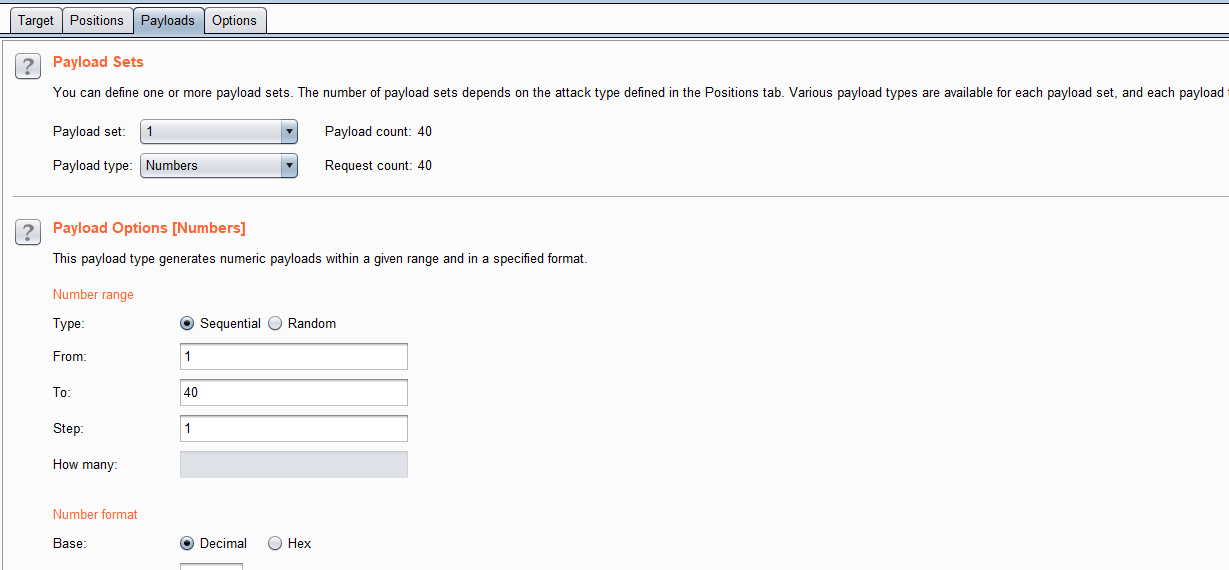 Target Positions Payloads Options
? Payload Sets
You can define one or more payload sets. The number of payload sets depends on the attack type defined in the Positions tab. Various payload types are available for each payload set, and each payload
Payload set: 1 Payload count: 40
Payload type: Numbers Request count: 40
? Payload Options [Numbers]
This payload type generates numeric payloads within a given range and in a specified format.
Number range
Type: Sequential Random
From: 1
To: 40
Step: 1
How many:
Number format
Base: Decimal Hex